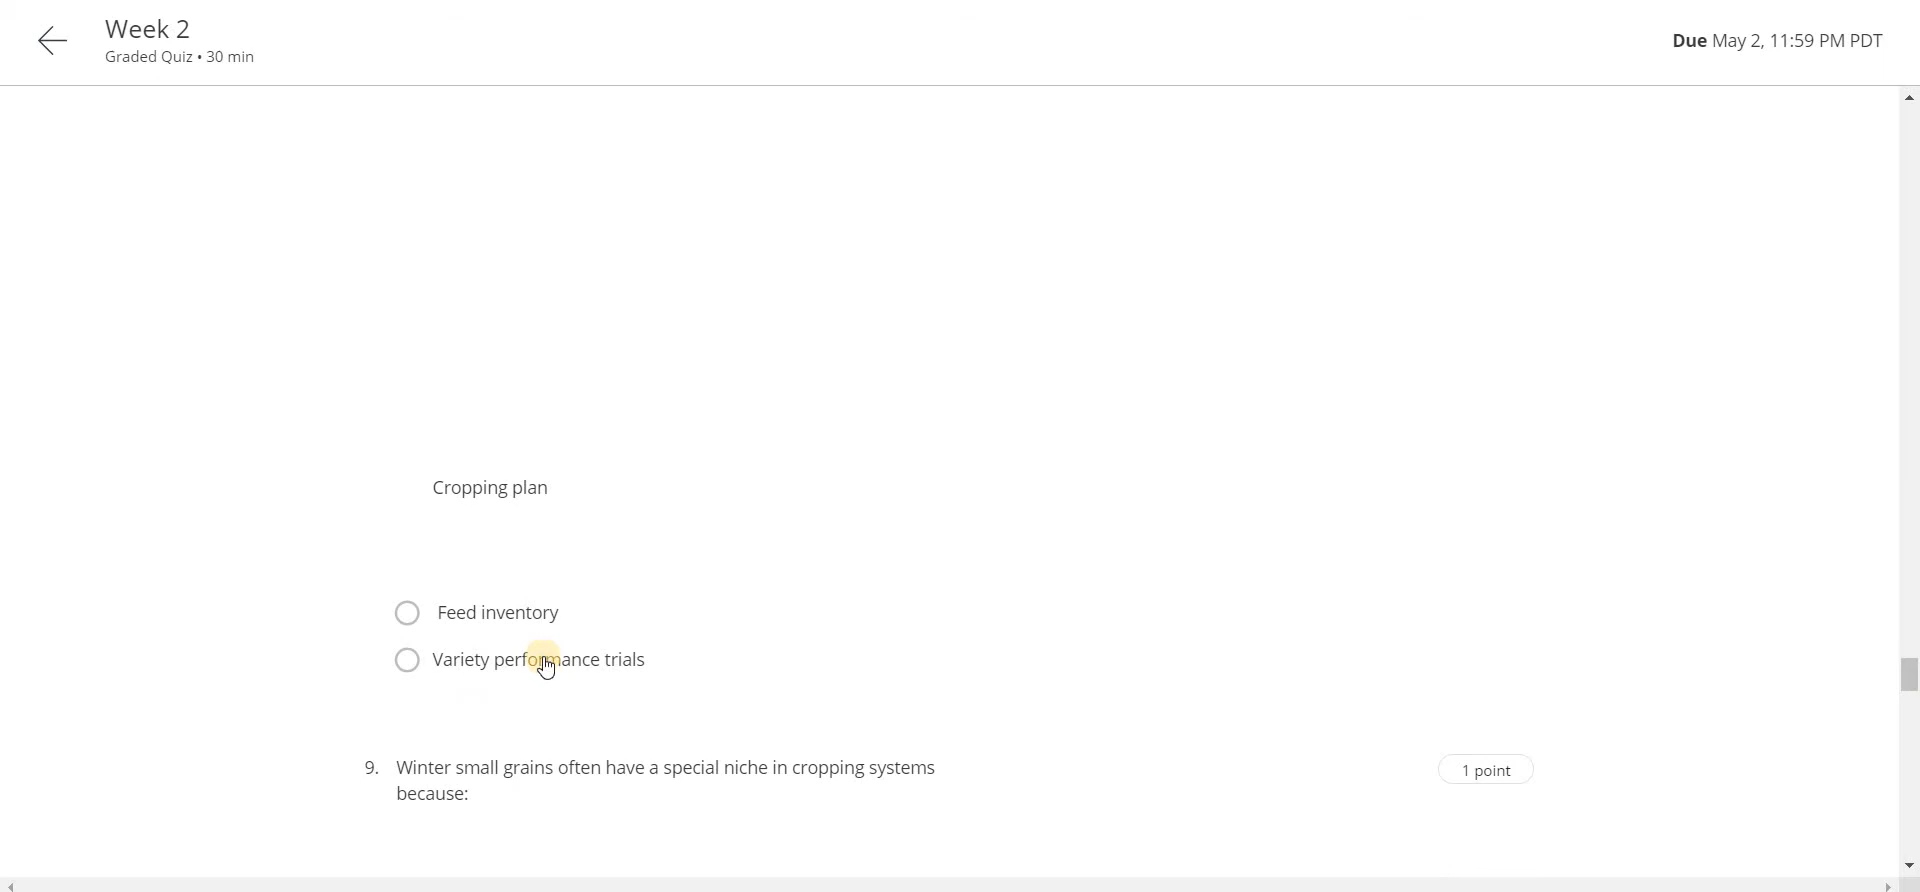 Week 2
Graded Quiz • 30 min
Due May 2, 11:59 PM PDT
Cropping plan
Feed inventory
Variety performance trials
9. Winter small grains often have a special niche in cropping systems
because:
1 point